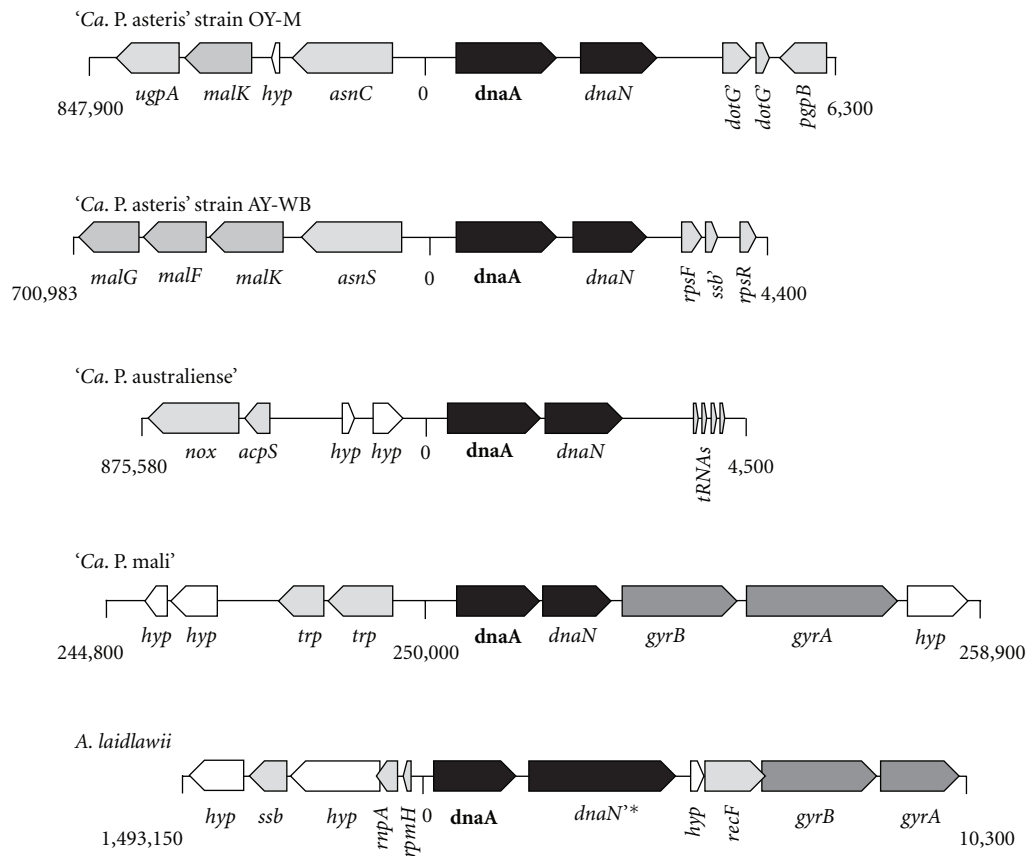 ‘Ca. P. asteris’ strain OY-M
ugpA malK hyp asnC 0 dnaA dnaN dotG’ dotG’ pgpB
847,900 6,300
‘Ca. P. asteris’ strain AY-WB
malG malF malK asnS 0 dnaA dnaN rpsF ssb’ rpsR
700,983 4,400
‘Ca. P. australiense’
nox acpS hyp hyp 0 dnaA dnaN tRNAs
875,580 4,500
‘Ca. P. mali’
hyp hyp trp trp dnaA dnaN gyrB gyrA hyp
244,800 250,000 258,900
A. laidlawii
hyp ssb hyp rnpA rpmH 0 dnaA dnaN’* hyp recF gyrB gyrA
1,493,150 10,300